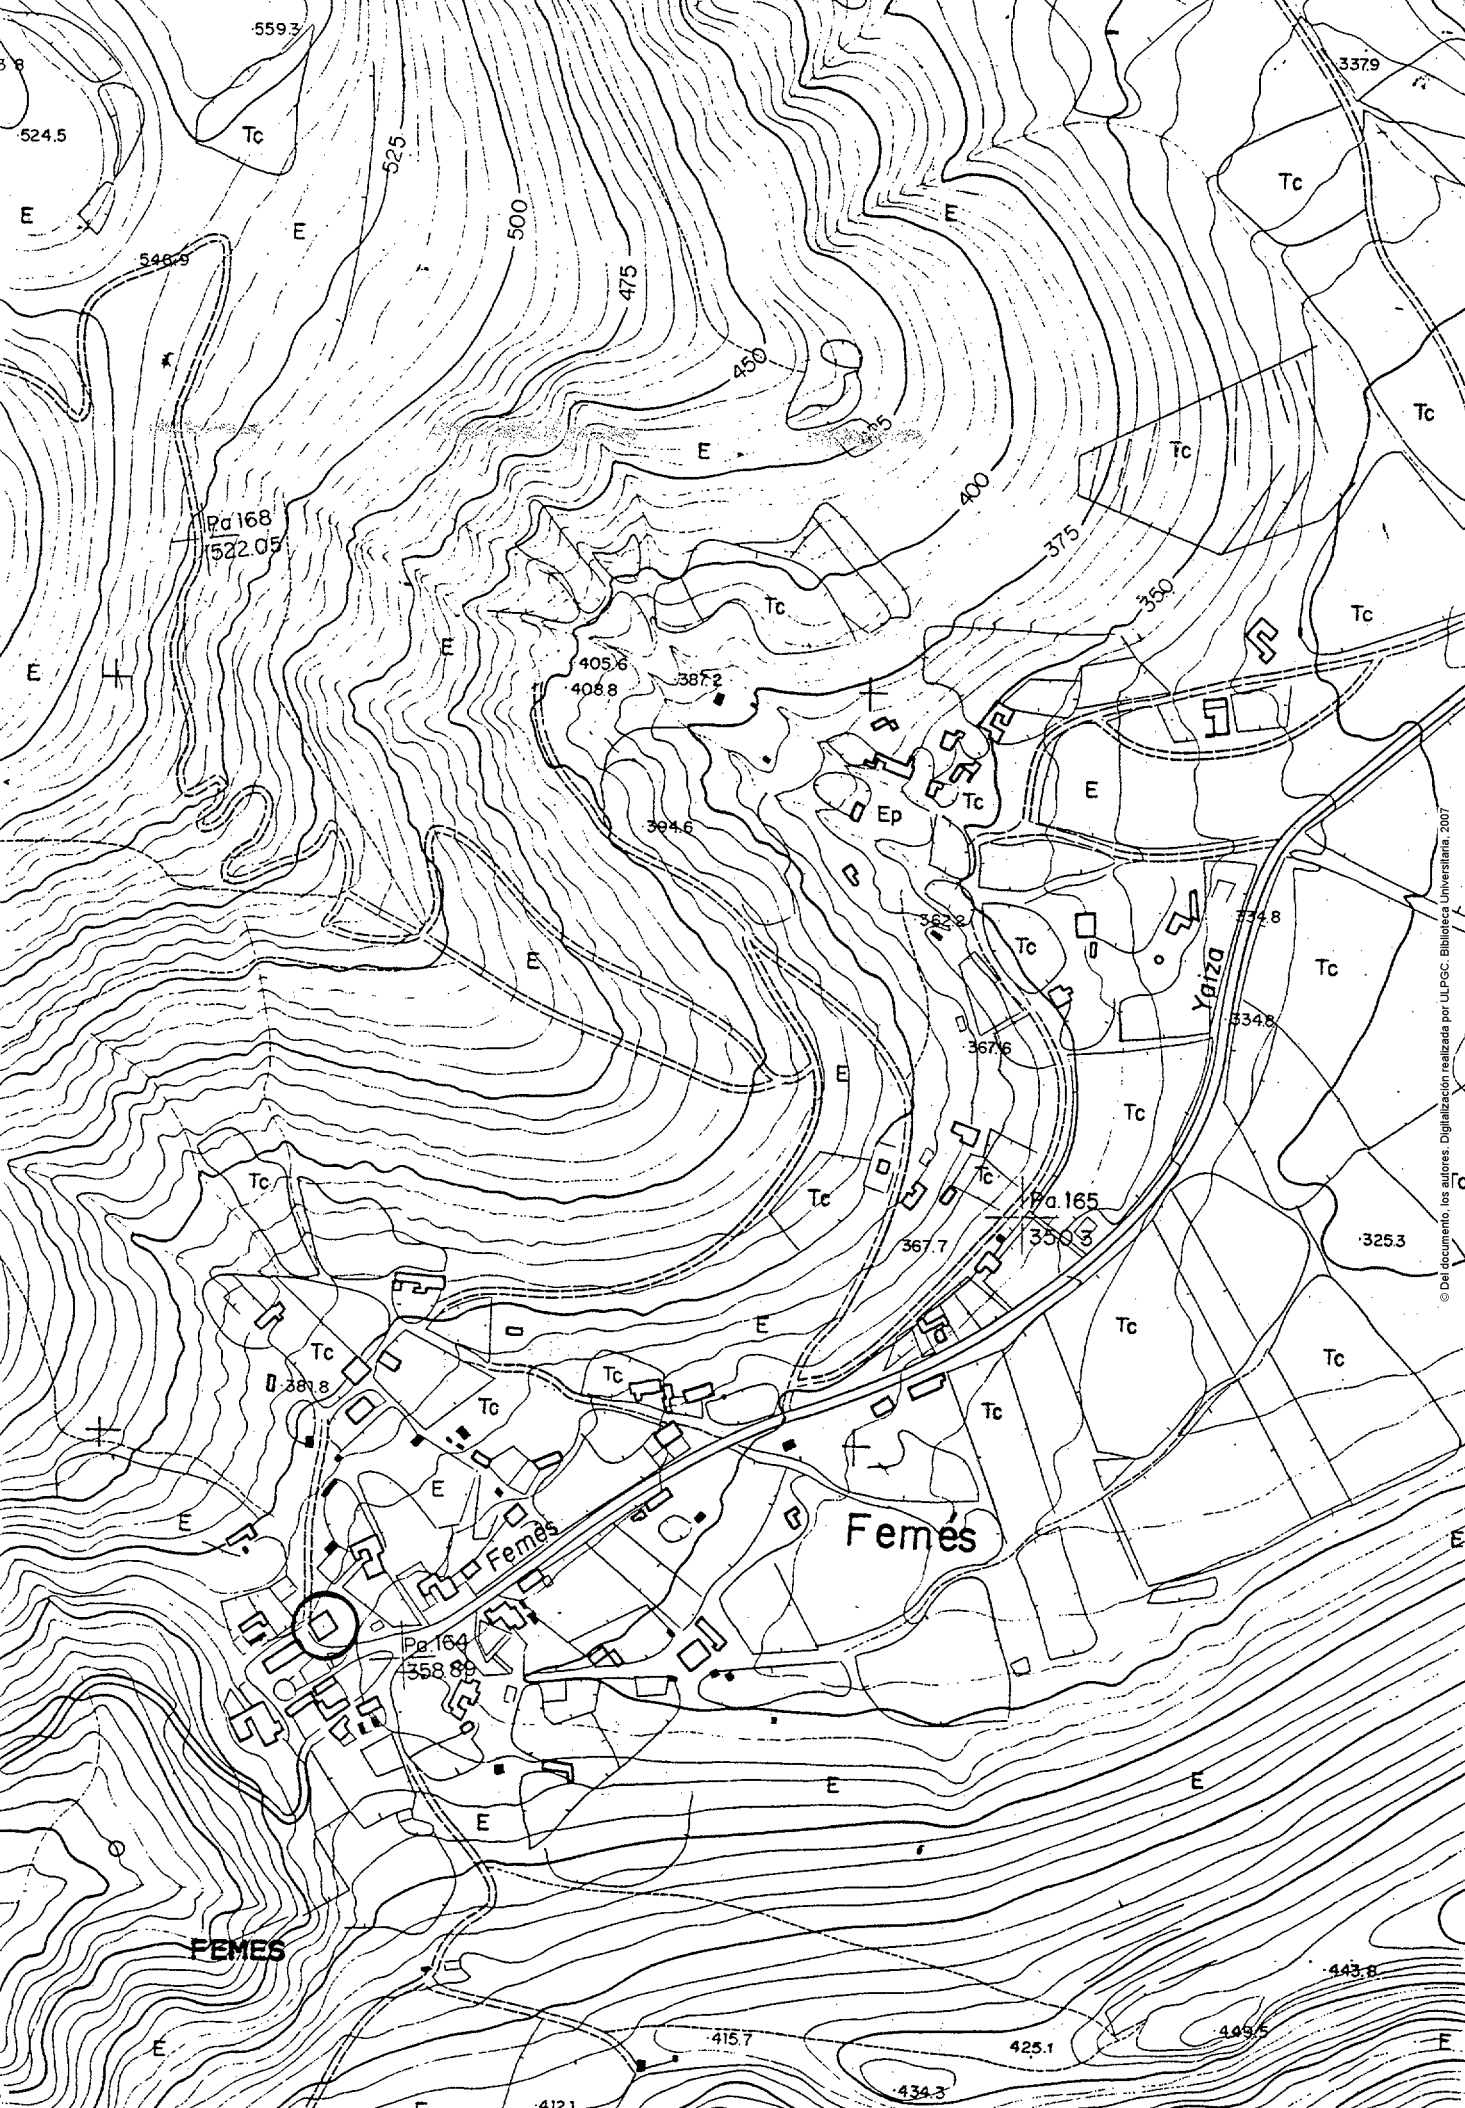 559.3
337.9
524.5
Tc
525
Tc
E
500
E
E
546.9
475
450
Tc
E
Tc
400
Pa 168
522.05
375
350
Tc
Tc
E
405.6
E
408.8
387.2
E
Tc
Ep
394.6
362.2
334.8
Tc
E
Tc
Yaiza
334.8
367.6
E
Tc
Tc
Tc
Tc
Pa.165
350.3
367.7
325.3
E
Tc
Tc
Tc
Tc
381.8
Tc
Tc
E
E
Femés
Femés
E
Pa.164
358.89
E
E
E
FEMES
443.8
E
415.7
425.1
449.5
E
434.3
412.1
© Del documento, los autores. Digitalización realizada por ULPGC. Biblioteca Universitaria, 2007